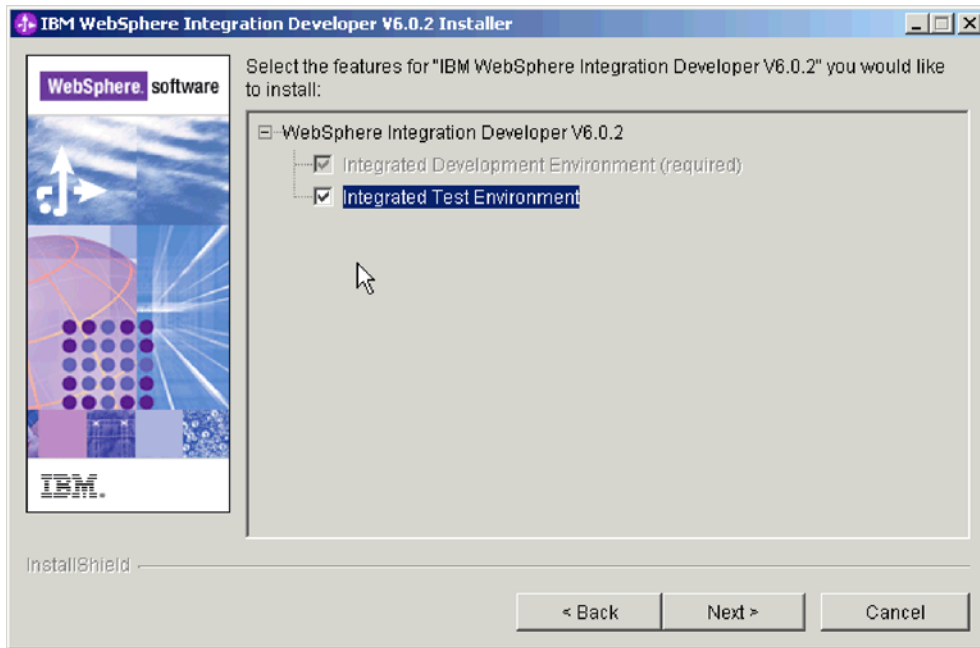 IBM WebSphere Integration Developer V6.0.2 Installer
WebSphere. software
IBM.
Select the features for "IBM WebSphere Integration Developer V6.0.2" you would like
to install:
WebSphere Integration Developer V6.0.2
Integrated Development Environment (required)
Integrated Test Environment
InstallShield
< Back
Next >
Cancel